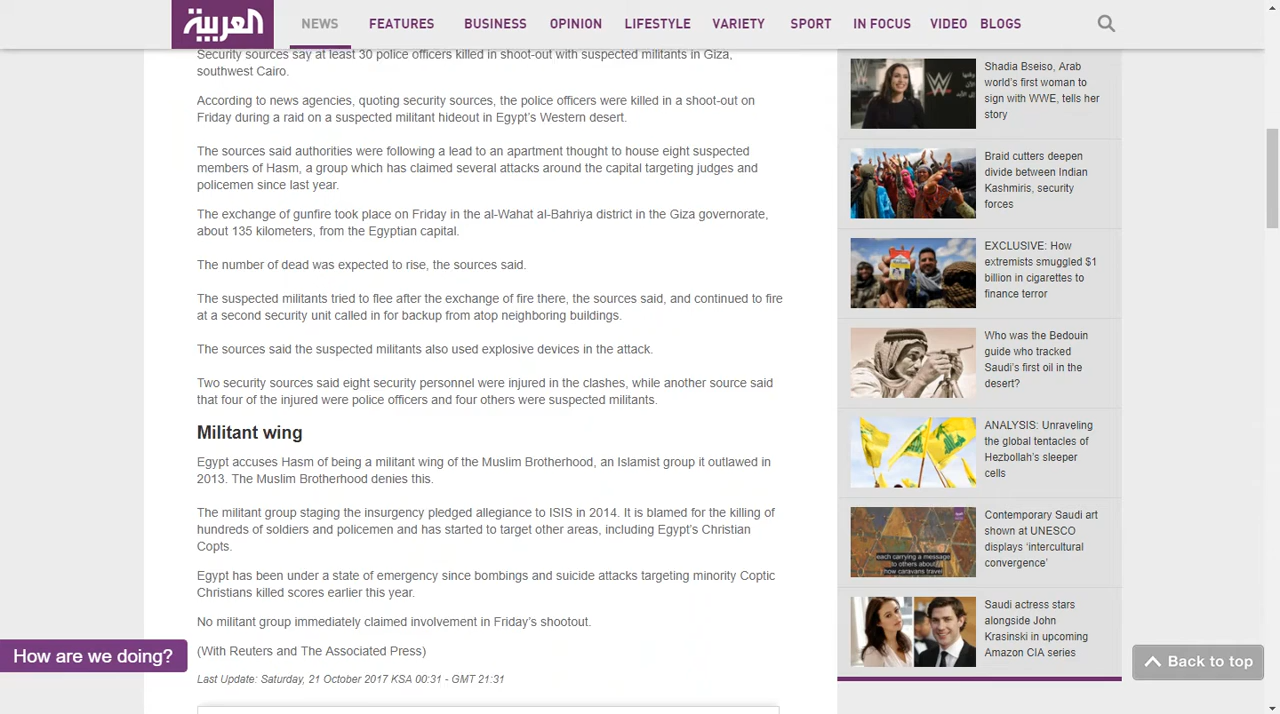 العربية
NEWS FEATURES BUSINESS OPINION LIFESTYLE VARIETY SPORT IN FOCUS VIDEO BLOGS
Security sources say at least 30 police officers killed in shoot-out with suspected militants in Giza,
southwest Cairo.
According to news agencies, quoting security sources, the police officers were killed in a shoot-out on
Friday during a raid on a suspected militant hideout in Egypt’s Western desert.
The sources said authorities were following a lead to an apartment thought to house eight suspected
members of Hasm, a group which has claimed several attacks around the capital targeting judges and
policemen since last year.
The exchange of gunfire took place on Friday in the al-Wahat al-Bahriya district in the Giza governorate,
about 135 kilometers, from the Egyptian capital.
The number of dead was expected to rise, the sources said.
The suspected militants tried to flee after the exchange of fire there, the sources said, and continued to fire
at a second security unit called in for backup from atop neighboring buildings.
The sources said the suspected militants also used explosive devices in the attack.
Two security sources said eight security personnel were injured in the clashes, while another source said
that four of the injured were police officers and four others were suspected militants.
Militant wing
Egypt accuses Hasm of being a militant wing of the Muslim Brotherhood, an Islamist group it outlawed in
2013. The Muslim Brotherhood denies this.
The militant group staging the insurgency pledged allegiance to ISIS in 2014. It is blamed for the killing of
hundreds of soldiers and policemen and has started to target other areas, including Egypt’s Christian
Copts.
Egypt has been under a state of emergency since bombings and suicide attacks targeting minority Coptic
Christians killed scores earlier this year.
No militant group immediately claimed involvement in Friday’s shootout.
(With Reuters and The Associated Press)
Last Update: Saturday, 21 October 2017 KSA 00:31 - GMT 21:31
How are we doing?
Shadia Bseiso, Arab
world’s first woman to
sign with WWE, tells her
story
Braid cutters deepen
divide between Indian
Kashmiris, security
forces
EXCLUSIVE: How
extremists smuggled $1
billion in cigarettes to
finance terror
Who was the Bedouin
guide who tracked
Saudi’s first oil in the
desert?
ANALYSIS: Unraveling
the global tentacles of
Hezbollah’s sleeper
cells
each carrying a message
to others about
how caravans travel
Contemporary Saudi art
shown at UNESCO
displays ‘intercultural
convergence’
Saudi actress stars
alongside John
Krasinski in upcoming
Amazon CIA series
Back to top